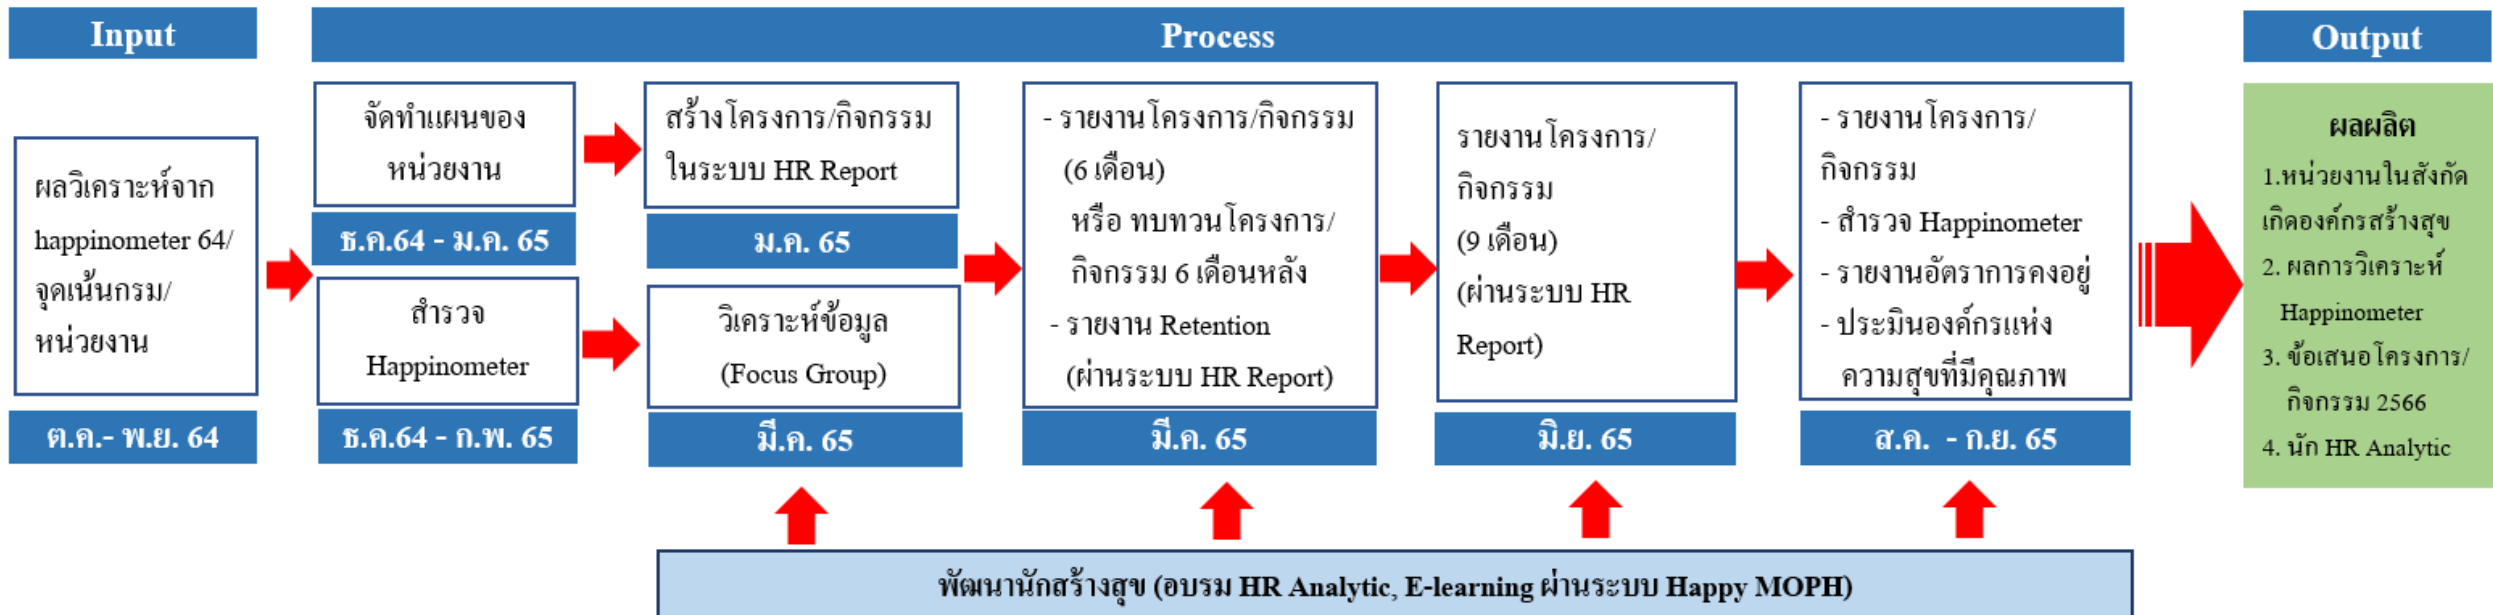 Input
Process
Output
ผลวิเคราะห์จาก
happinometer 64/
จุดเน้นกรม/
หน่วยงาน
ต.ค.- พ.ย. 64
จัดทำแผนของ
หน่วยงาน
ธ.ค.64 - ม.ค. 65
สำรวจ
Happinometer
ธ.ค.64 - ก.พ. 65
สร้างโครงการ/กิจกรรม
ในระบบ HR Report
ม.ค. 65
วิเคราะห์ข้อมูล
(Focus Group)
มี.ค. 65
- รายงานโครงการ/กิจกรรม
(6 เดือน)
หรือ ทบทวนโครงการ/
กิจกรรม 6 เดือนหลัง
- รายงาน Retention
(ผ่านระบบ HR Report)
มี.ค. 65
รายงานโครงการ/
กิจกรรม
(9 เดือน)
(ผ่านระบบ HR
Report)
มิ.ย. 65
- รายงานโครงการ/
กิจกรรม
- สำรวจ Happinometer
- รายงานอัตราการคงอยู่
- ประมินองค์กรแห่ง
ความสุขที่มีคุณภาพ
ส.ค. - ก.ย. 65
ผลผลิต
1.หน่วยงานในสังกัด
เกิดองค์กรสร้างสุข
2. ผลการวิเคราะห์
Happinometer
3. ข้อเสนอโครงการ/
กิจกรรม 2566
4. นัก HR Analytic
พัฒนานักสร้างสุข (อบรม HR Analytic, E-learning ผ่านระบบ Happy MOPH)